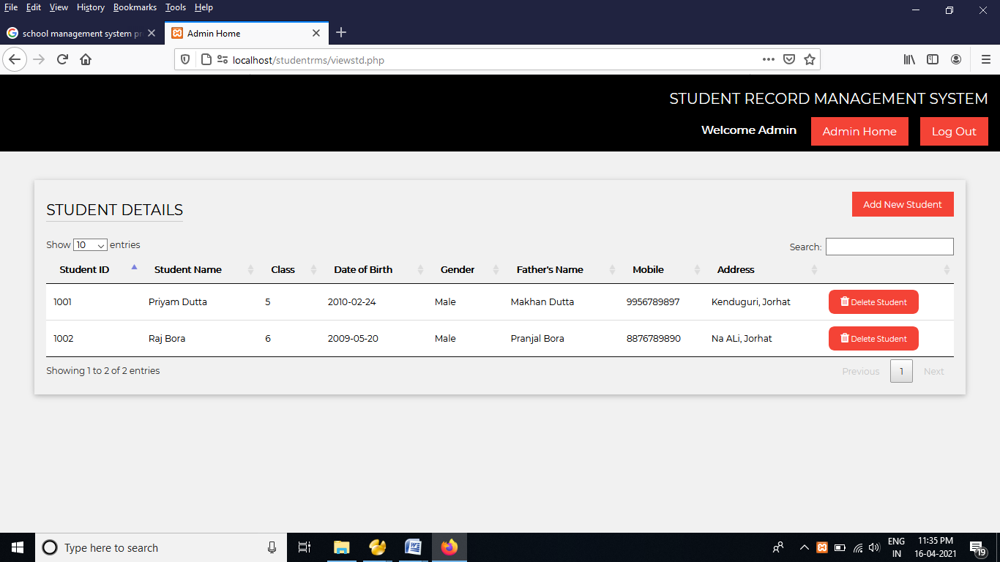 File Edit View History Bookmarks Tools Help
school management system pr
Admin Home
localhost/studentrms/viewstd.php
STUDENT RECORD MANAGEMENT SYSTEM
Welcome Admin Admin Home Log Out
STUDENT DETAILS
Add New Student
Show 10 entries
Search:
Student ID Student Name Class Date of Birth Gender Father's Name Mobile Address
1001 Priyam Dutta 5 2010-02-24 Male Makhan Dutta 9956789897 Kenduguri, Jorhat Delete Student
1002 Raj Bora 6 2009-05-20 Male Pranjal Bora 8876789890 Na ALi, Jorhat Delete Student
Showing 1 to 2 of 2 entries
Previous 1 Next
Type here to search
ENG
IN
11:35 PM
16-04-2021
19